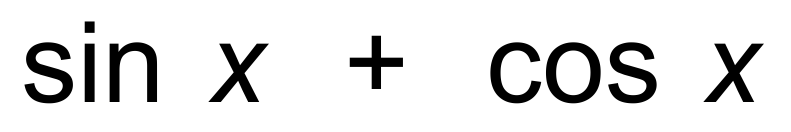 sin x + cos x